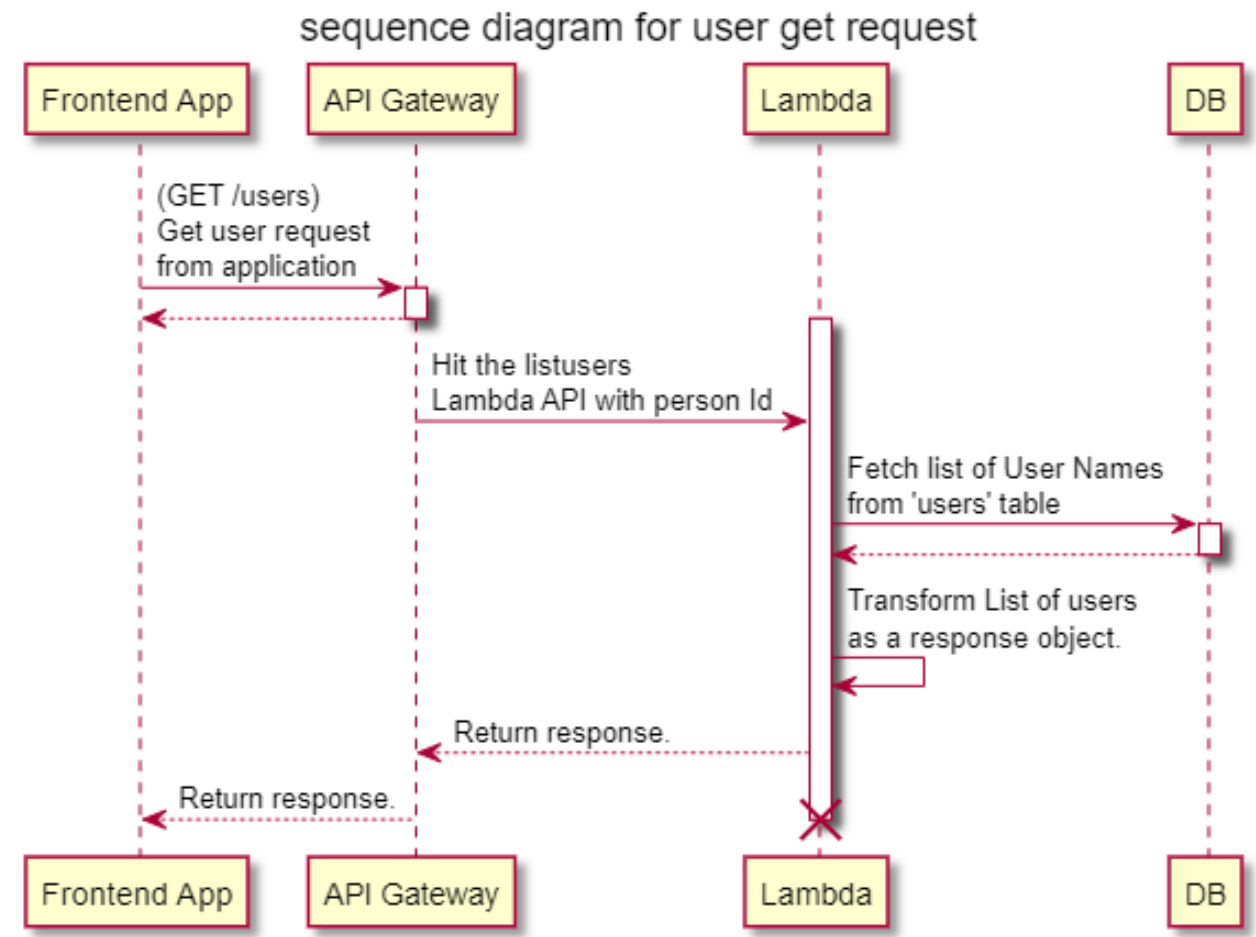 sequence diagram for user get request
Frontend App
API Gateway
Lambda
DB
(GET /users)
Get user request
from application
Hit the listusers
Lambda API with person Id
Fetch list of User Names
from 'users' table
Transform List of users
as a response object.
Return response.
Return response.
Frontend App
API Gateway
Lambda
DB